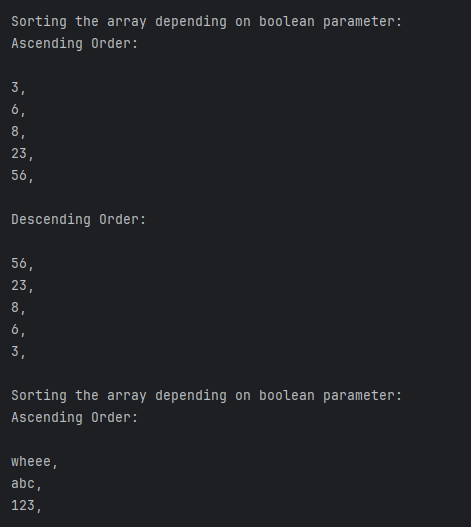 Sorting the array depending on boolean parameter:
Ascending Order:
3,
6,
8,
23,
56,
Descending Order:
56,
23,
8,
6,
3,
Sorting the array depending on boolean parameter:
Ascending Order:
wheee,
abc,
123,